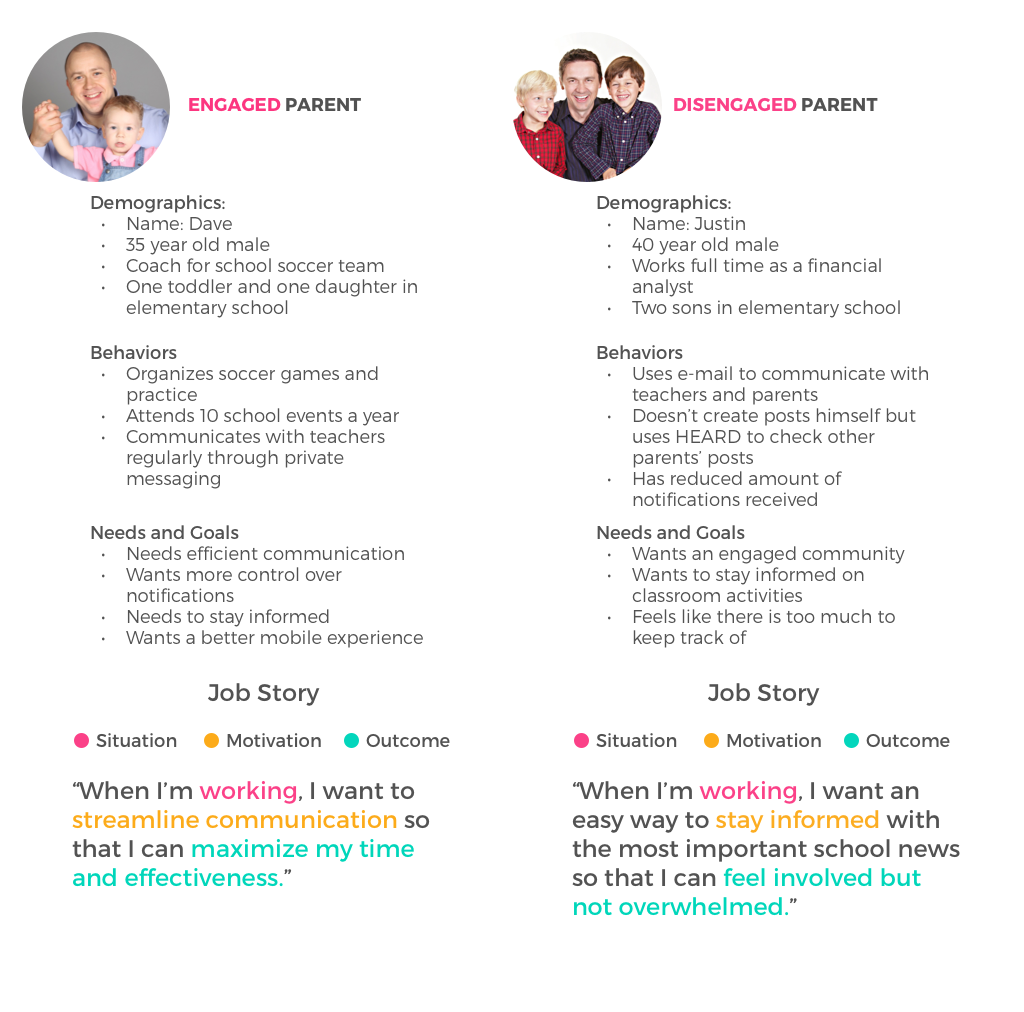 ENGAGED PARENT
Demographics:
• Name: Dave
• 35 year old male
• Coach for school soccer team
• One toddler and one daughter in
elementary school
Behaviors
• Organizes soccer games and
practice
• Attends 10 school events a year
• Communicates with teachers
regularly through private
messaging
Needs and Goals
• Needs efficient communication
• Wants more control over
notifications
• Needs to stay informed
• Wants a better mobile experience
Job Story
Situation Motivation Outcome
“When I’m working, I want to
streamline communication so
that I can maximize my time
and effectiveness.”
DISENGAGED PARENT
Demographics:
• Name: Justin
• 40 year old male
• Works full time as a financial
analyst
• Two sons in elementary school
Behaviors
• Uses e-mail to communicate with
teachers and parents
• Doesn’t create posts himself but
uses HEARD to check other
parents’ posts
• Has reduced amount of
notifications received
Needs and Goals
• Wants an engaged community
• Wants to stay informed on
classroom activities
• Feels like there is too much to
keep track of
Job Story
Situation Motivation Outcome
“When I’m working, I want an
easy way to stay informed with
the most important school news
so that I can feel involved but
not overwhelmed.”